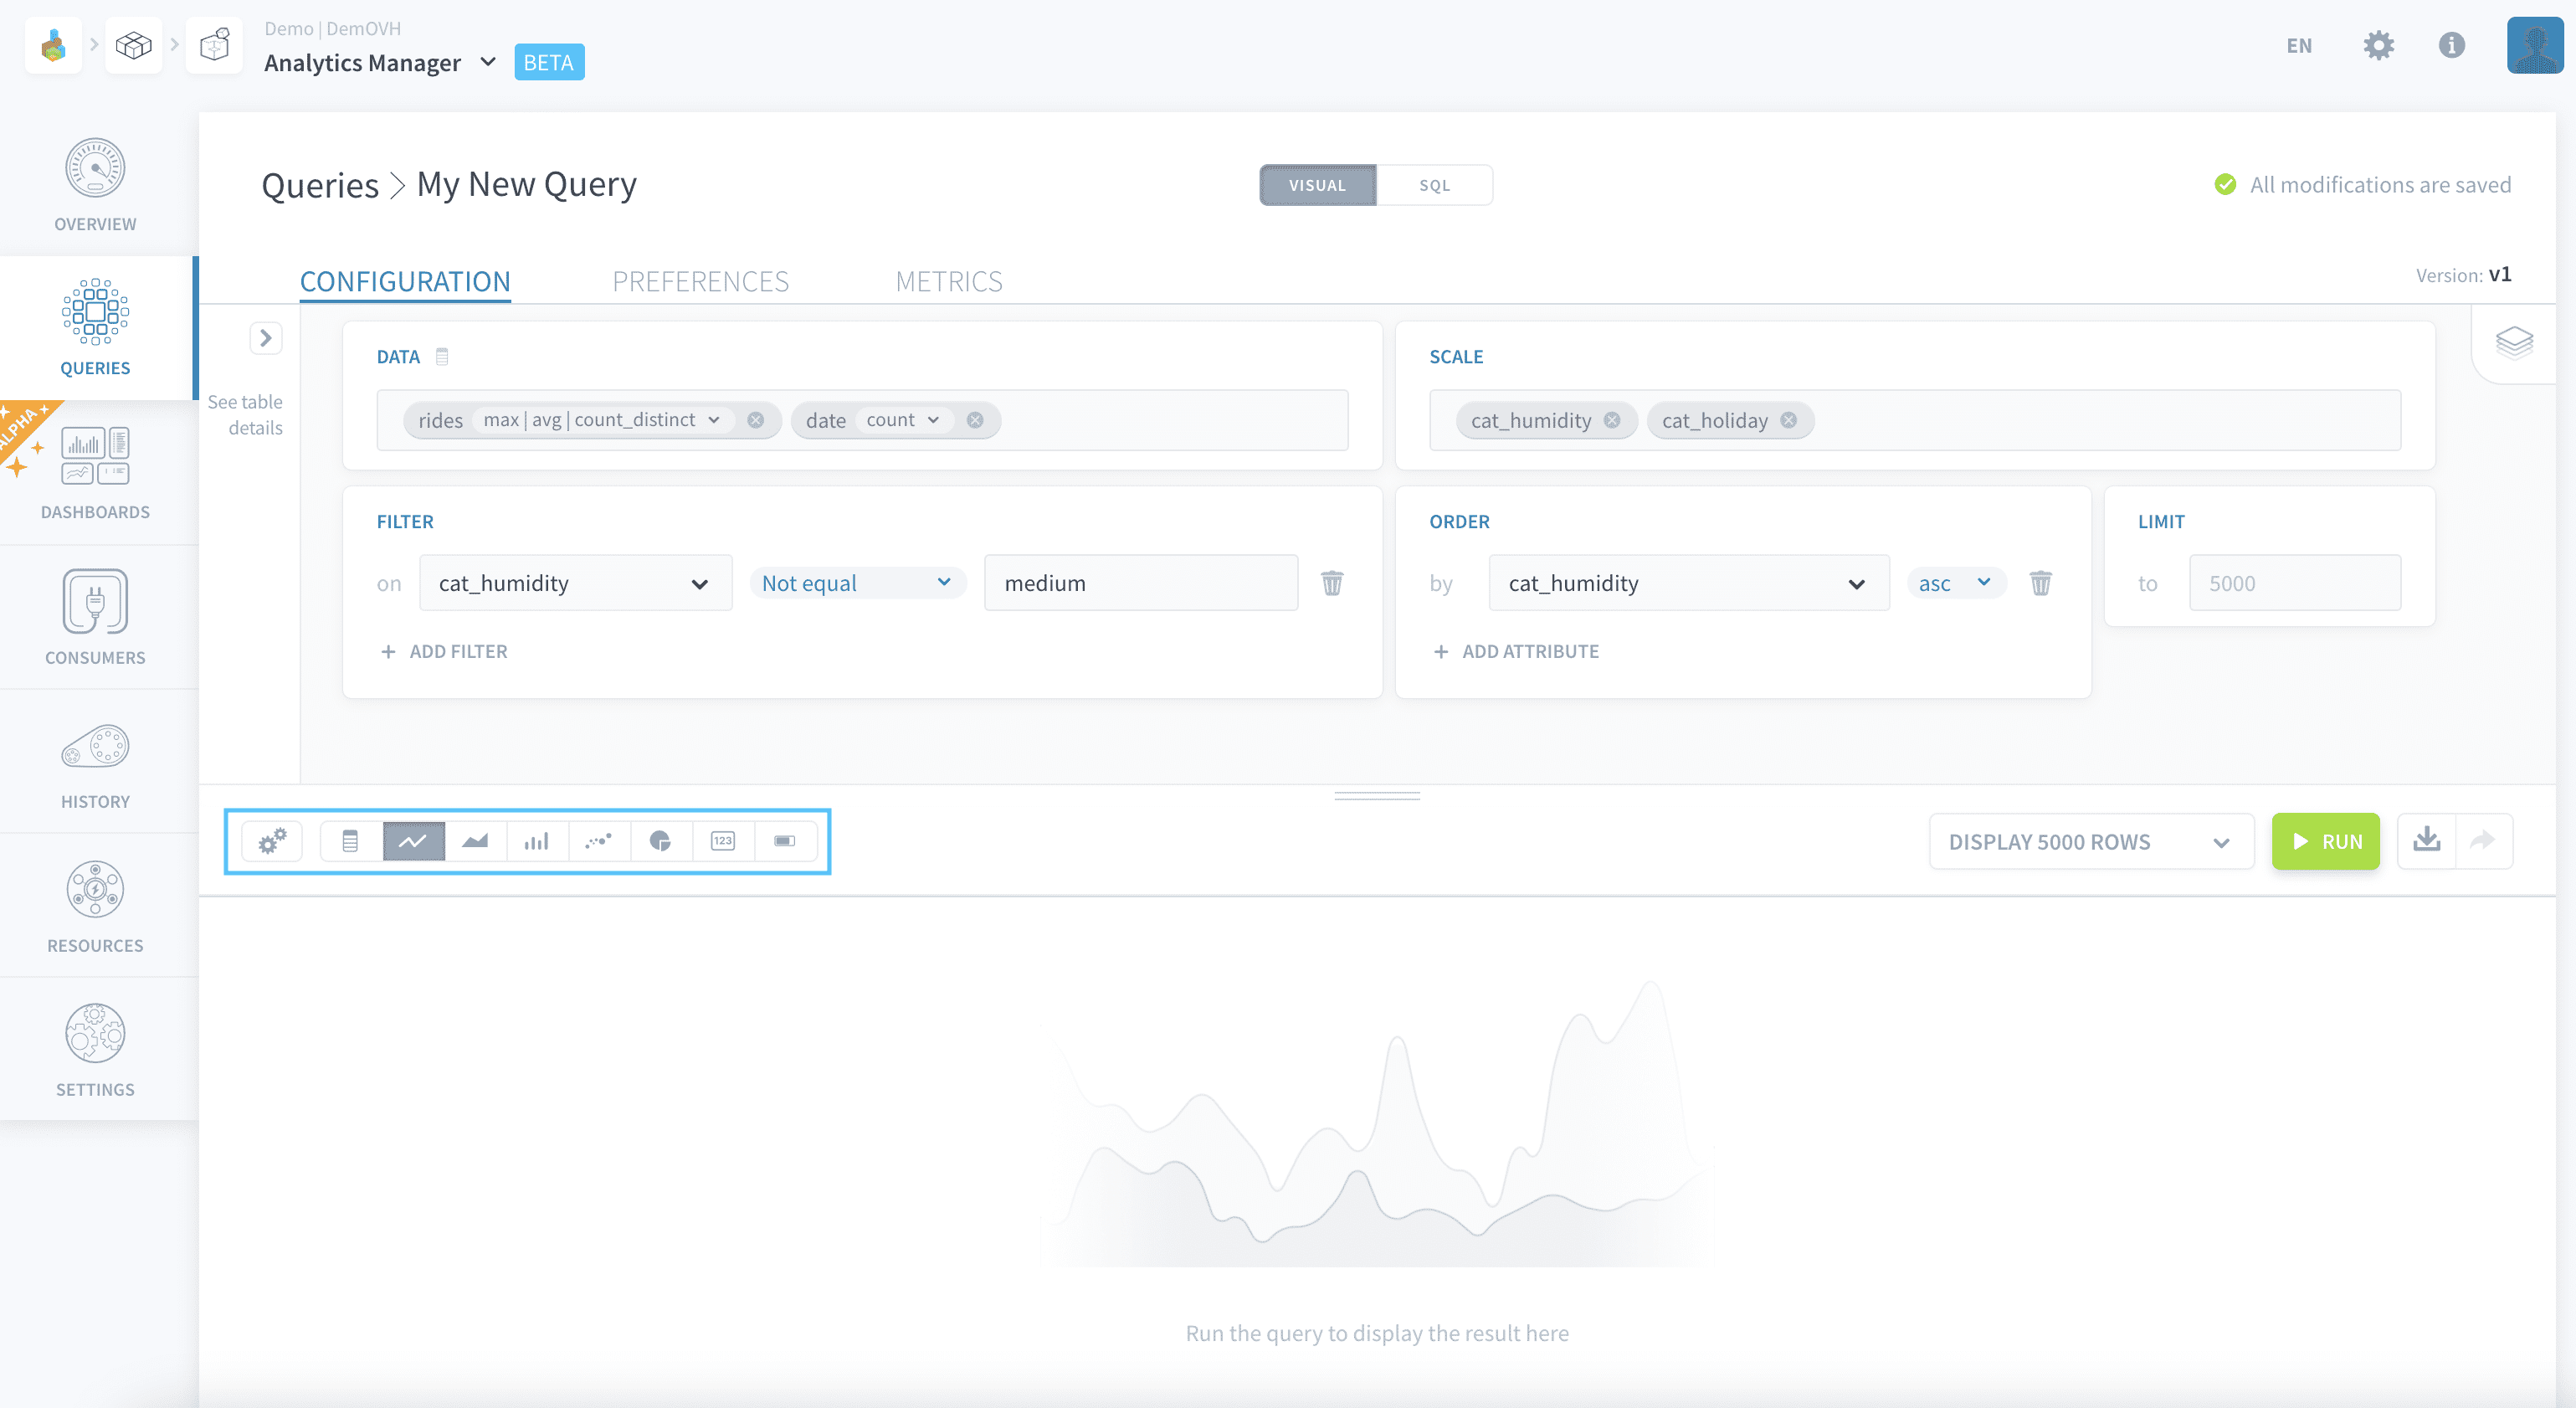 Demo | DemOVH
Analytics Manager BETA
EN
OVERVIEW
QUERIES
ALPHA
DASHBOARDS
CONSUMERS
HISTORY
RESOURCES
SETTINGS
Queries > My New Query
VISUAL SQL
All modifications are saved
CONFIGURATION PREFERENCES METRICS
Version: v1
See table
details
DATA
rides max | avg | count_distinct date count
SCALE
cat_humidity cat_holiday
FILTER
on cat_humidity Not equal medium
+ ADD FILTER
ORDER
by cat_humidity asc
+ ADD ATTRIBUTE
LIMIT
to 5000
123
DISPLAY 5000 ROWS RUN
Run the query to display the result here